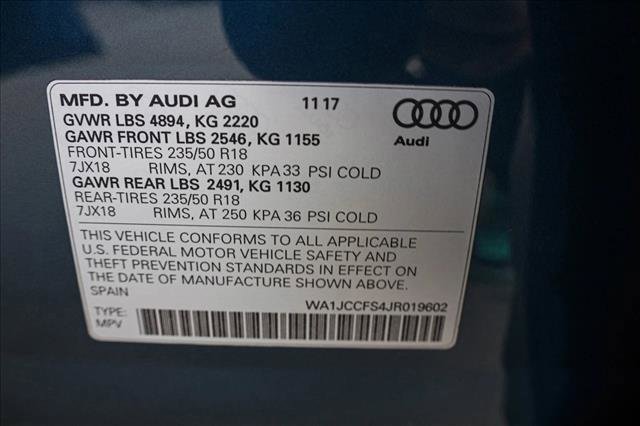 MFD. BY AUDI AG 11 17
GVWR LBS 4894, KG 2220
GAWR FRONT LBS 2546, KG 1155
Audi
FRONT-TIRES 235/50 R18
7JX18 RIMS, AT 230 KPA 33 PSI COLD
GAWR REAR LBS 2491, KG 1130
REAR-TIRES 235/50 R18
7JX18 RIMS, AT 250 KPA 36 PSI COLD
THIS VEHICLE CONFORMS TO ALL APPLICABLE
U.S. FEDERAL MOTOR VEHICLE SAFETY AND
THEFT PREVENTION STANDARDS IN EFFECT ON
THE DATE OF MANUFACTURE SHOWN ABOVE.
SPAIN
WA1JCCFS4JR019602
TYPE:
MPV